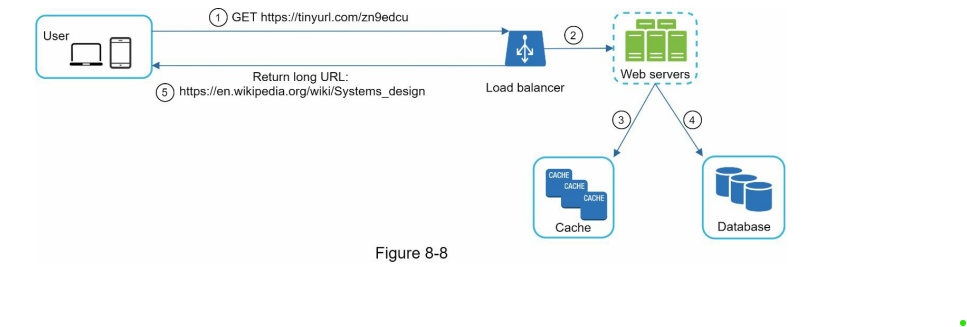 1 GET https://tinyurl.com/zn9edcu
User
2
Load balancer
Web servers
Return long URL:
5 https://en.wikipedia.org/wiki/Systems_design
3
4
CACHE
CACHE
CACHE
Cache
Database
Figure 8-8